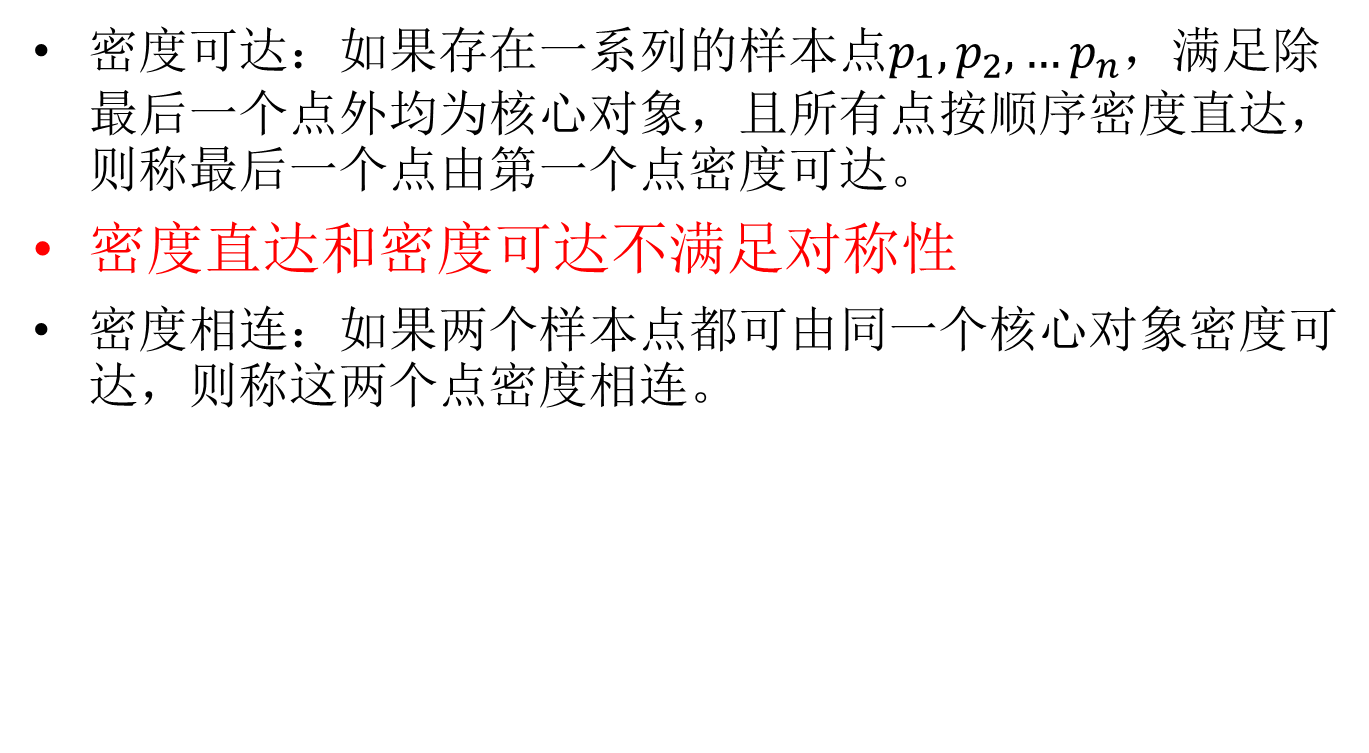 • 密度可达：如果存在一系列的样本点𝑝₁, 𝑝₂, … 𝑝ₙ，满足除
最后一个点外均为核心对象，且所有点按顺序密度直达，
则称最后一个点由第一个点密度可达。
• 密度直达和密度可达不满足对称性
• 密度相连：如果两个样本点都可由同一个核心对象密度可
达，则称这两个点密度相连。